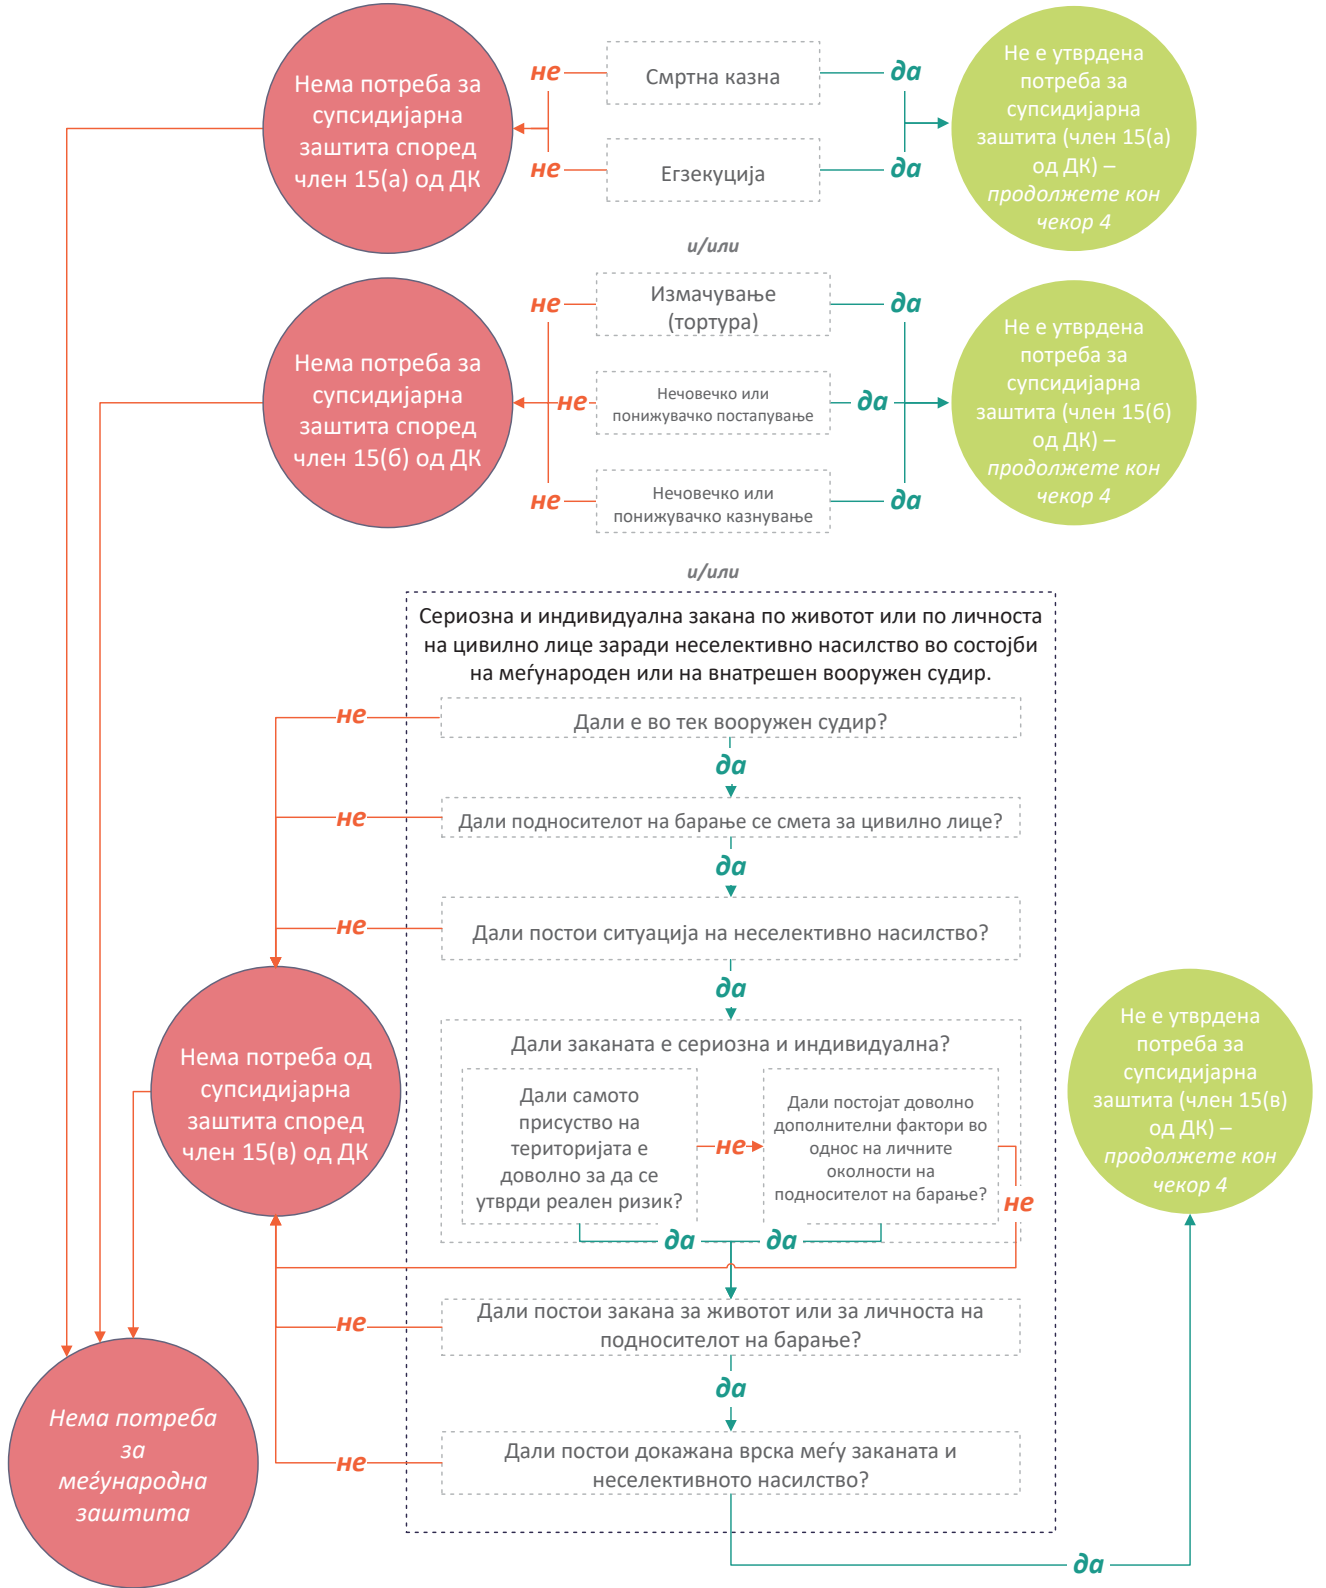 Нема потреба за
супсидијарна
заштита според
член 15(а) од ДК
не
Смртна казна
да
не
Егзекуција
да
Не е утврдена
потреба за
супсидијарна
заштита (член 15(а)
од ДК) –
продолжете кон
чекор 4
и/или
Нема потреба за
супсидијарна
заштита според
член 15(б) од ДК
не
Измачување
(тортура)
да
не
Нечовечко или
понижувачко постапување
да
не
Нечовечко или
понижувачко казнување
да
Не е утврдена
потреба за
супсидијарна
заштита (член 15(б)
од ДК) –
продолжете кон
чекор 4
и/или
Сериозна и индивидуална закана по животот или по личноста
на цивилно лице заради неселективно насилство во состојби
на меѓународен или на внатрешен вооружен судир.
не
Дали е во тек вооружен судир?
да
не
Дали подносителот на барање се смета за цивилно лице?
да
не
Дали постои ситуација на неселективно насилство?
да
Нема потреба од
супсидијарна
заштита според
член 15(в) од ДК
Дали заканата е сериозна и индивидуална?
Дали самото
присуство на
територијата е
доволно за да се
утврди реален ризик?
не
Дали постојат доволно
дополнителни фактори во
однос на личните
околности на
подносителот на барање?
не
да
да
Не е утврдена
потреба за
супсидијарна
заштита (член 15(в)
од ДК) –
продолжете кон
чекор 4
не
Дали постои закана за животот или за личноста на
подносителот на барање?
да
Нема потреба
за
меѓународна
заштита
не
Дали постои докажана врска меѓу заканата и
неселективното насилство?
да